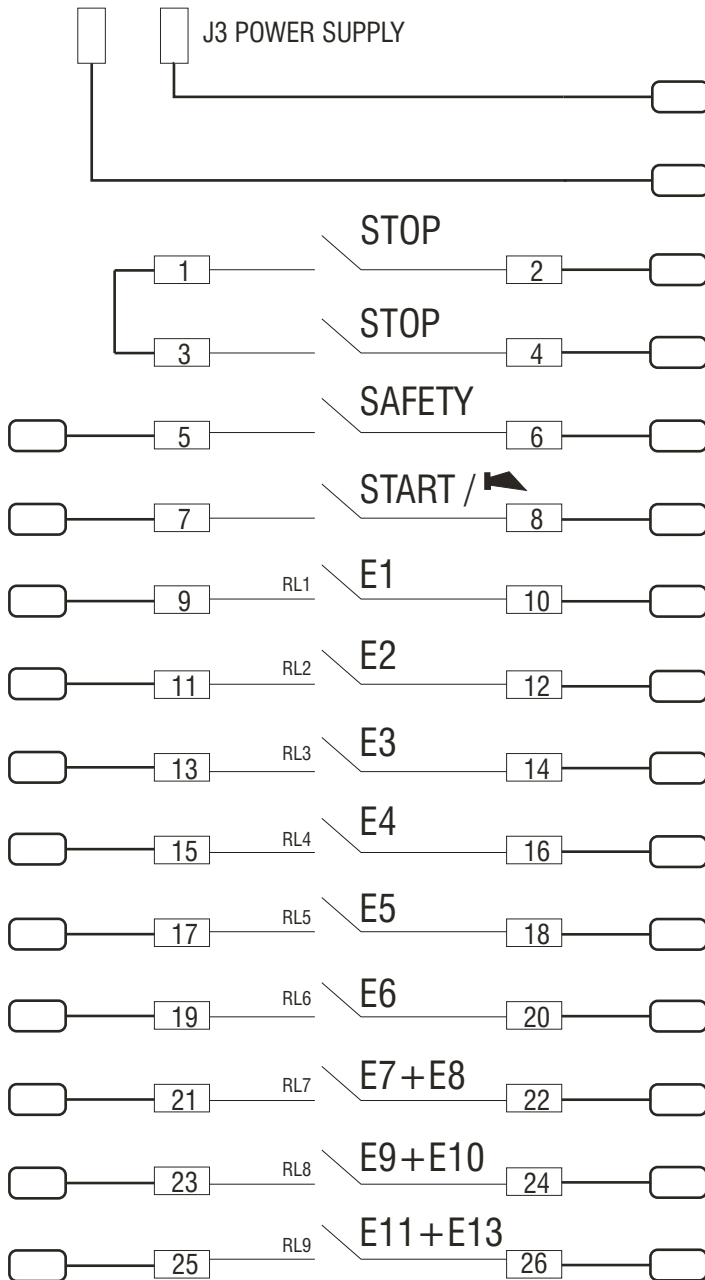 J3 POWER SUPPLY
STOP
1 2
STOP
3 4
SAFETY
5 6
START /
7 8
RL1 E1
9 10
RL2 E2
11 12
RL3 E3
13 14
RL4 E4
15 16
RL5 E5
17 18
RL6 E6
19 20
RL7 E7+E8
21 22
RL8 E9+E10
23 24
RL9 E11+E13
25 26